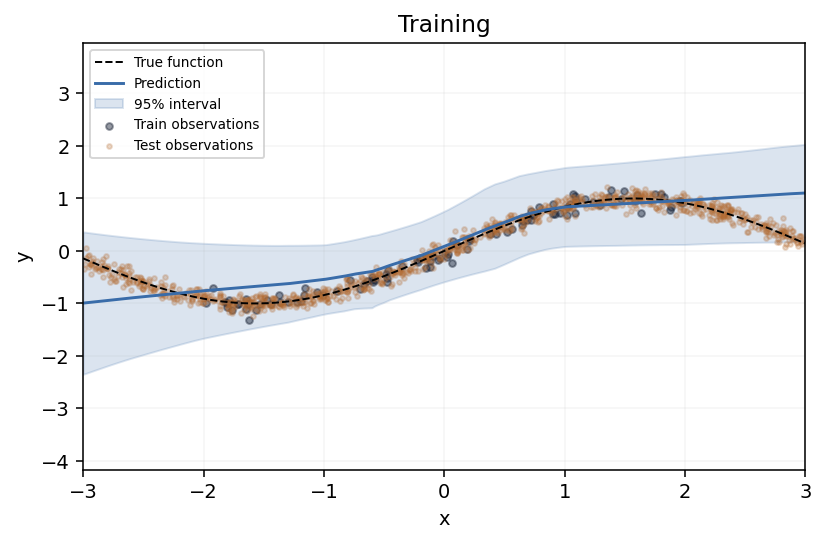 Training
True function
Prediction
95% interval
Train observations
Test observations
3
2
1
0
−1
−2
−3
−4
y
−3 −2 −1 0 1 2 3
x